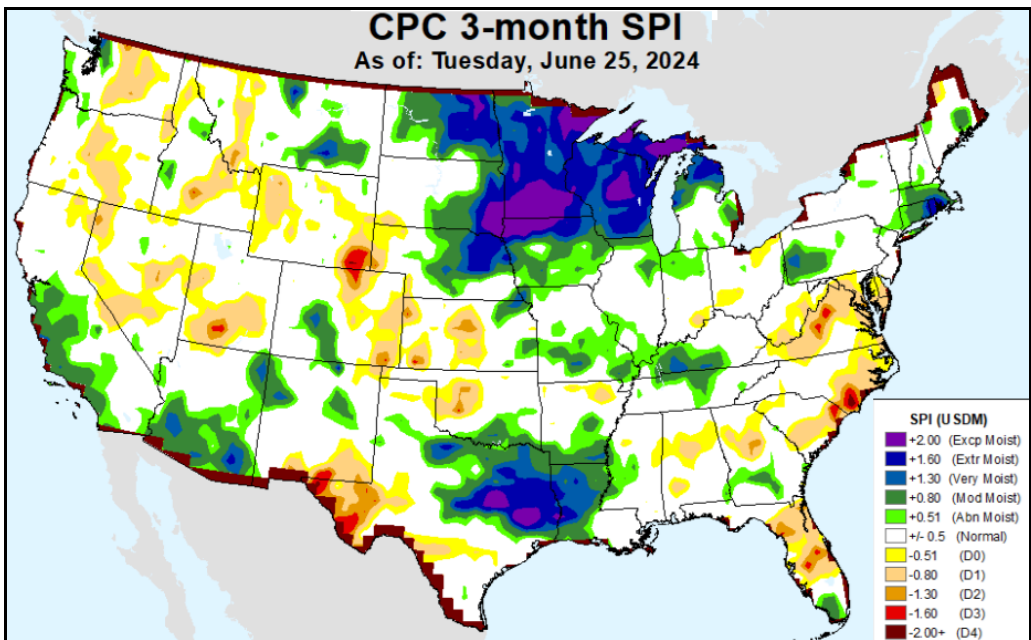 CPC 3-month SPI
As of: Tuesday, June 25, 2024
SPI (USDM)
+2.00 (Excp Moist)
+1.60 (Extr Moist)
+1.30 (Very Moist)
+0.80 (Mod Moist)
+0.51 (Abn Moist)
+/- 0.5 (Normal)
-0.51 (D0)
-0.80 (D1)
-1.30 (D2)
-1.60 (D3)
-2.00+ (D4)